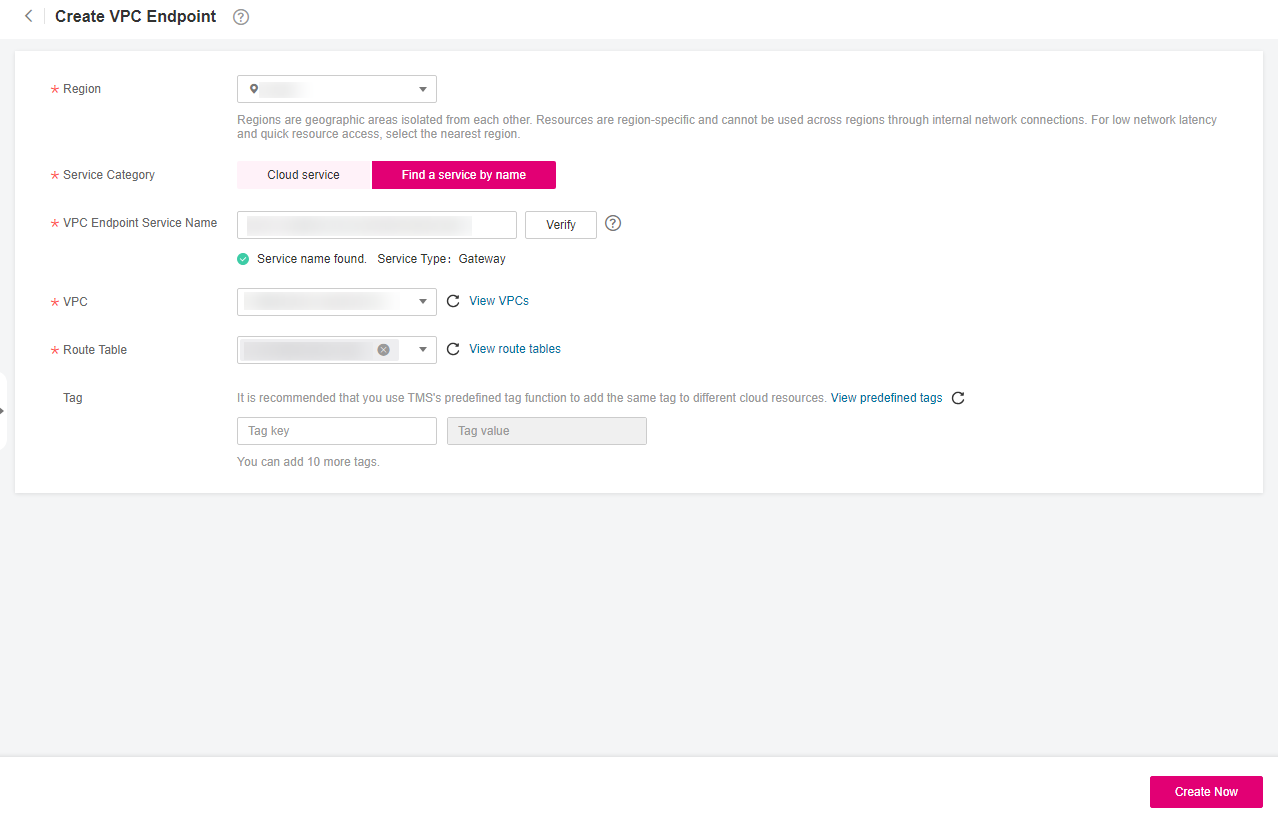 Create VPC Endpoint ?
* Region
Regions are geographic areas isolated from each other. Resources are region-specific and cannot be used across regions through internal network connections. For low network latency
and quick resource access, select the nearest region.
* Service Category Cloud service Find a service by name
* VPC Endpoint Service Name Verify ?
Service name found. Service Type: Gateway
* VPC View VPCs
* Route Table View route tables
Tag It is recommended that you use TMS's predefined tag function to add the same tag to different cloud resources. View predefined tags
Tag key Tag value
You can add 10 more tags.
Create Now